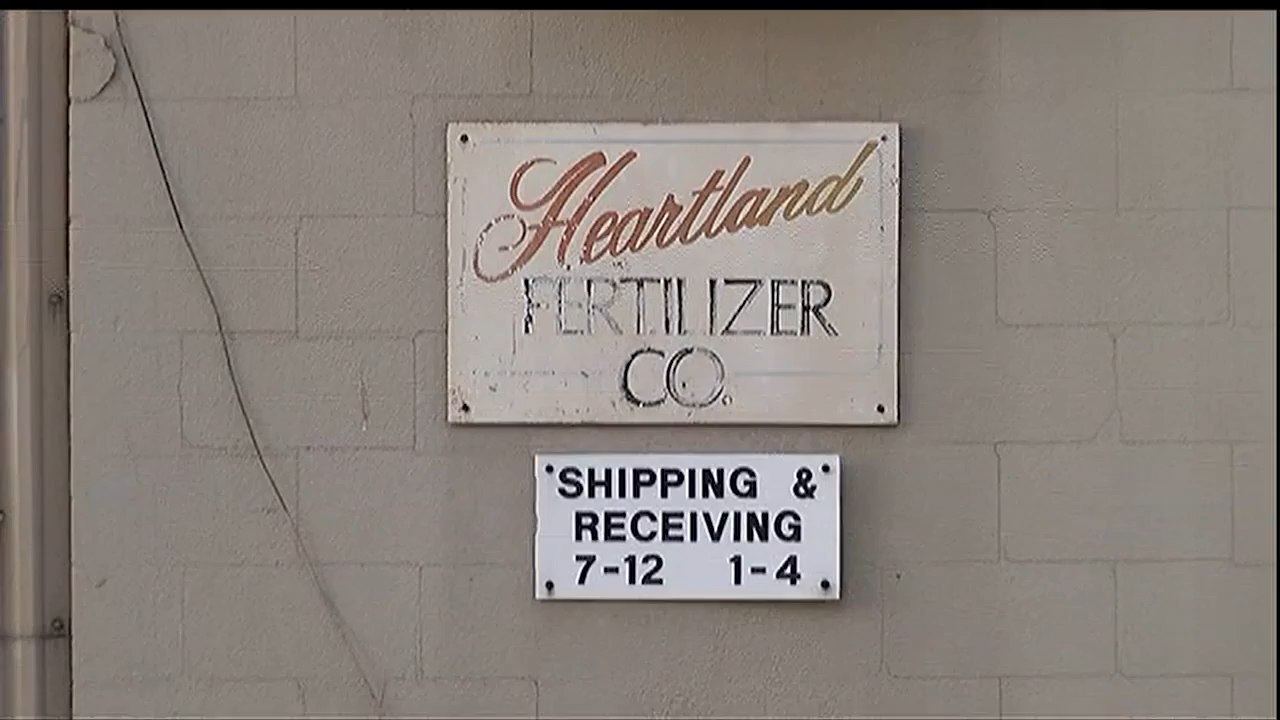 Heartland
FERTILIZER
CO.
SHIPPING &
RECEIVING
7-12 1-4